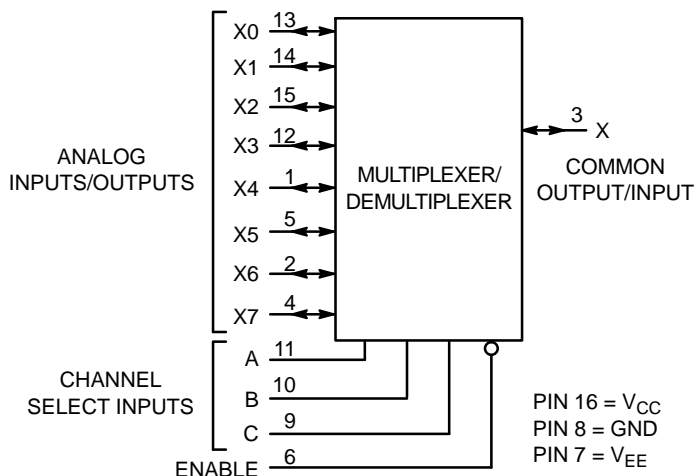 X0 13
X1 14
X2 15
X3 12
X4 1
X5 5
X6 2
X7 4
ANALOG
INPUTS/OUTPUTS
MULTIPLEXER/
DEMULTIPLEXER
3 X
COMMON
OUTPUT/INPUT
A 11
B 10
C 9
CHANNEL
SELECT INPUTS
ENABLE 6
PIN 16 = VCC
PIN 8 = GND
PIN 7 = VEE